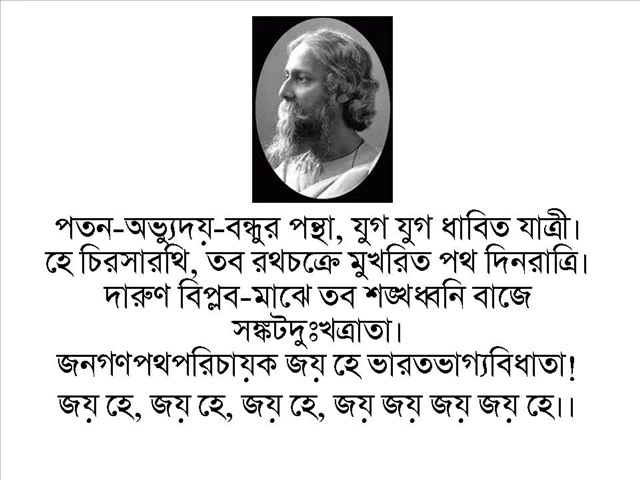 পতন-অভ্যুদয়-বন্ধুর পন্থা, যুগ যুগ ধাবিত যাত্রী।
হে চিরসারথি, তব রথচক্রে মুখরিত পথ দিনরাত্রি।
দারুণ বিপ্লব-মাঝে তব শঙ্খধ্বনি বাজে
সঙ্কটদুঃখত্রাতা।
জনগণপথপরিচায়ক জয় হে ভারতভাগ্যবিধাতা!
জয় হে, জয় হে, জয় হে, জয় জয় জয় জয় হে।।